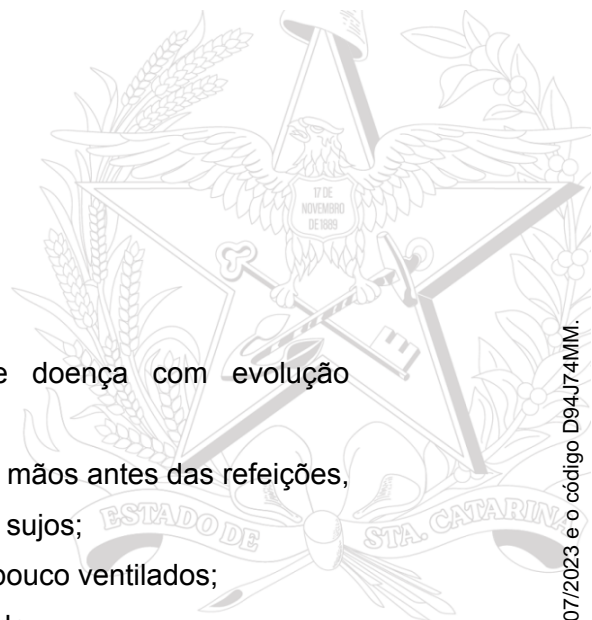 17 DE
NOVEMBRO
DE 1889
e doença com evolução
mãos antes das refeições,
sujos;
ESTADO DE STA. CATARINA
pouco ventilados;
07/2023 e o código D94J74MM.